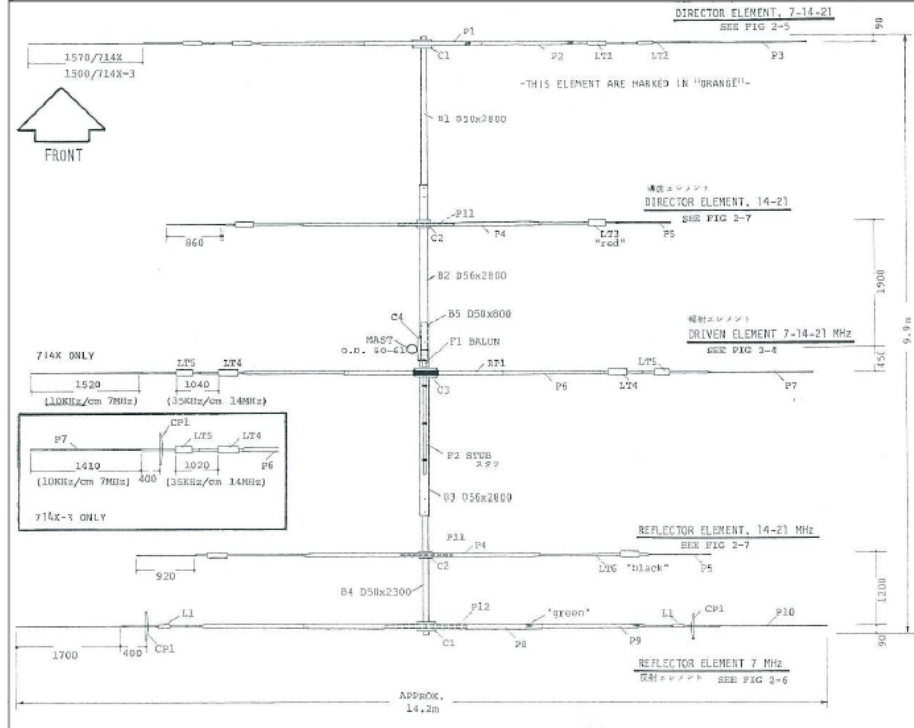 DIRECTOR ELEMENT, 7-14-21
SEE FIG 2-5
90
P1
C1
P2
LT1
LT2
P3
1570/714X
1500/714X-3
-THIS ELEMENT ARE MARKED IN "ORANGE"-
FRONT
B1 D50x2800
導波エレメント
DIRECTOR ELEMENT, 14-21
SEE FIG 2-7
P11
C2
P4
LT3
"red"
P5
860
B2 D56x2800
1900
9.9m
C4
B5 D50x800
MAST
O.D. 50-61
F1 BALUN
輻射エレメント
DRIVEN ELEMENT 7-14-21 MHz
SEE FIG 2-4
450
714X ONLY
LT5
LT4
RP1
C3
P6
LT4
LT5
P7
1520
1040
(10KHz/cm 7MHz)
(35KHz/cm 14MHz)
CP1
P7
LT5
LT4
P6
1410
400
1020
(10KHz/cm 7MHz)
(35KHz/cm 14MHz)
714X-3 ONLY
F2 STUB
スタブ
B3 D56x2800
REFLECTOR ELEMENT, 14-21 MHz
SEE FIG 2-7
P11
P4
C2
LT6 "black"
P5
920
B4 D50x2300
1200
L1
CP1
P12
"green"
C1
P8
P9
L1
CP1
P10
1700
400
90
REFLECTOR ELEMENT 7 MHz
反射エレメント SEE FIG 2-6
APPROX.
14.2m